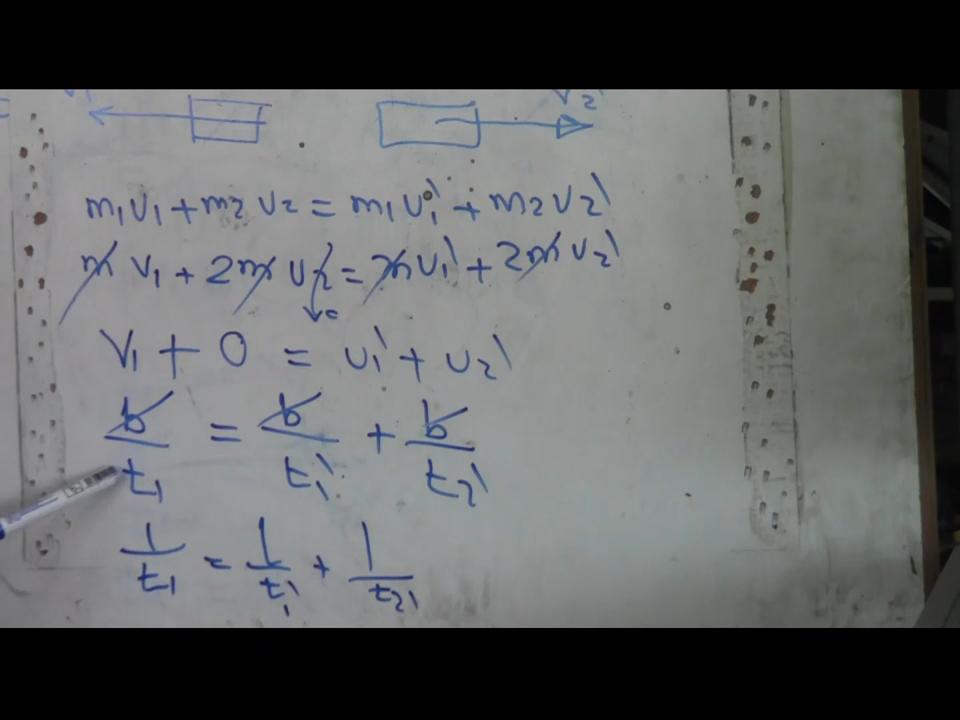 V₂'
m₁v₁ + m₂v₂ = m₁v₁' + m₂v₂'
m v₁ + 2m v₂ = m v₁' + 2m v₂'
0
V₁ + 0 = v₁' + v₂'
b/t₁ = b/t₁' + b/t₂'
1/t₁ = 1/t₁' + 1/t₂'